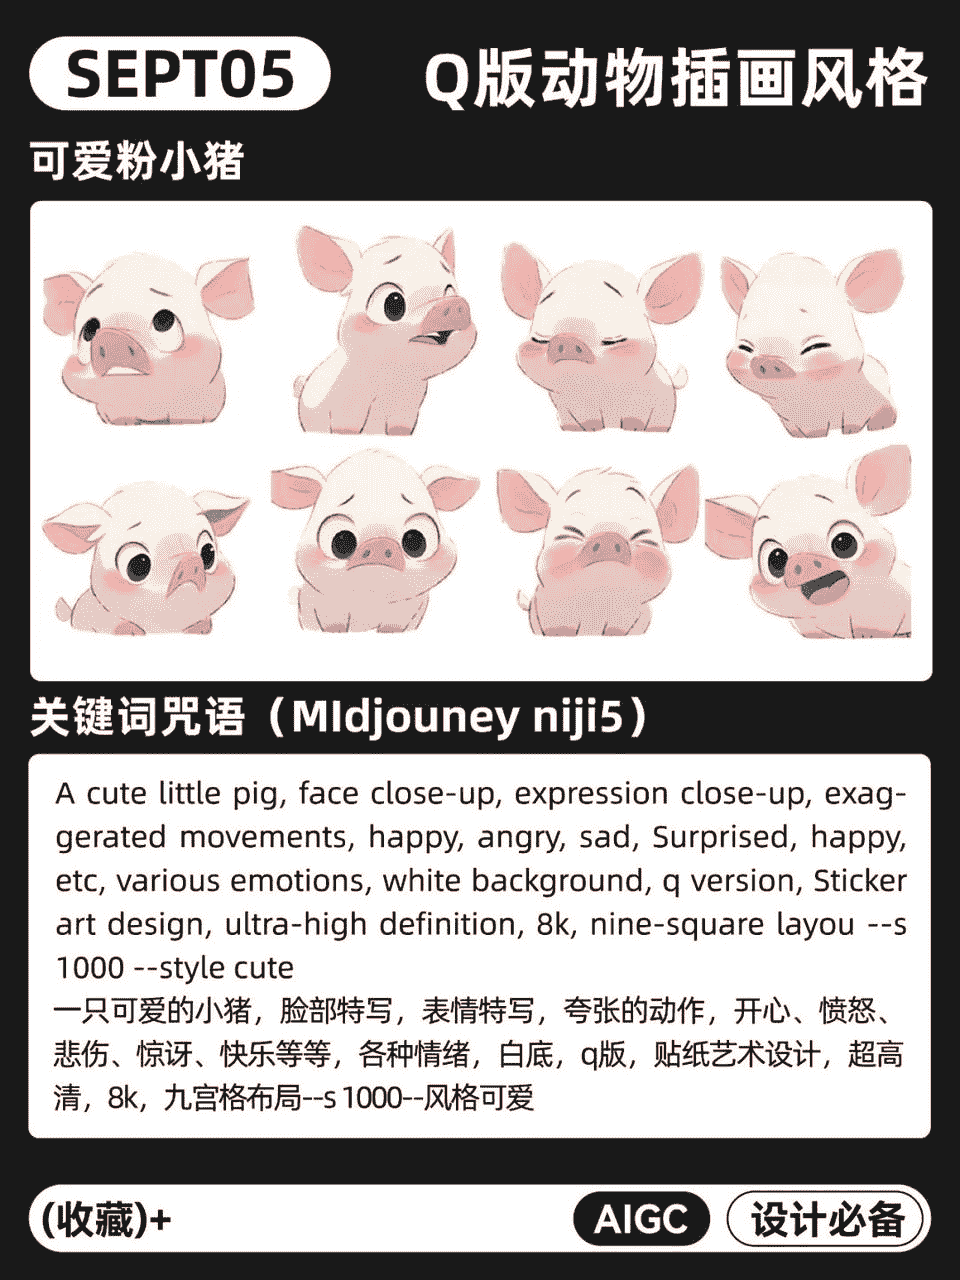 SEPT05
Q版动物插画风格
可爱粉小猪
关键词咒语（MIdjouney niji5）
A cute little pig, face close-up, expression close-up, exag-
gerated movements, happy, angry, sad, Surprised, happy,
etc, various emotions, white background, q version, Sticker
art design, ultra-high definition, 8k, nine-square layou --s
1000 --style cute
一只可爱的小猪，脸部特写，表情特写，夸张的动作，开心、愤怒、
悲伤、惊讶、快乐等等，各种情绪，白底，q版，贴纸艺术设计，超高
清，8k，九宫格布局--s 1000--风格可爱
(收藏)+
AIGC
设计必备